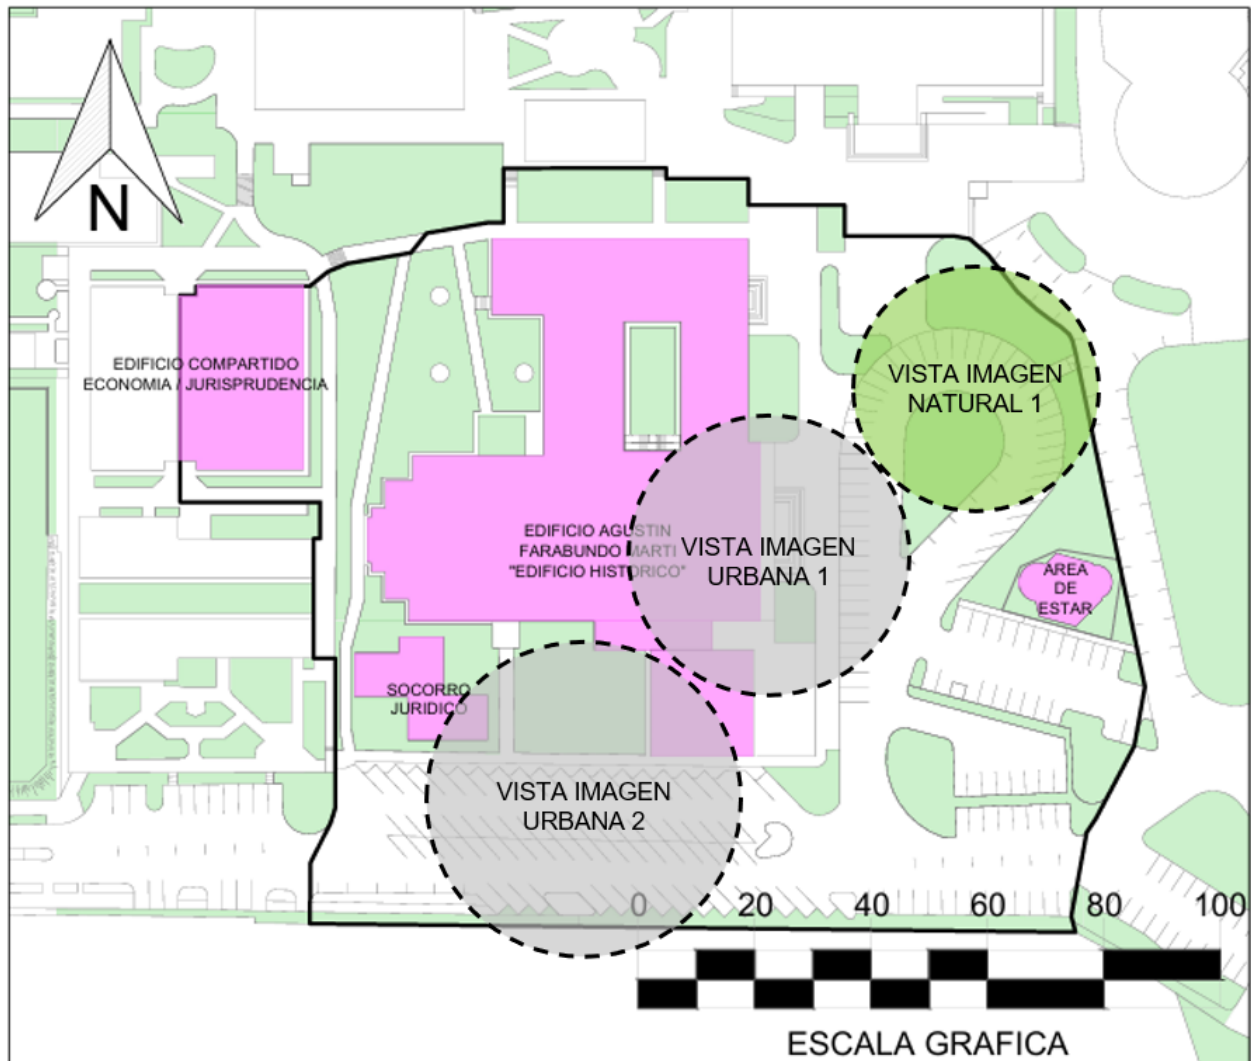 N
EDIFICIO COMPARTIDO
ECONOMIA / JURISPRUDENCIA
VISTA IMAGEN
NATURAL 1
EDIFICIO AGUSTIN
FARABUNDO MARTI
"EDIFICIO HISTORICO"
VISTA IMAGEN
URBANA 1
AREA
DE
ESTAR
SOCORRO
JURIDICO
VISTA IMAGEN
URBANA 2
0 20 40 60 80 100
ESCALA GRAFICA